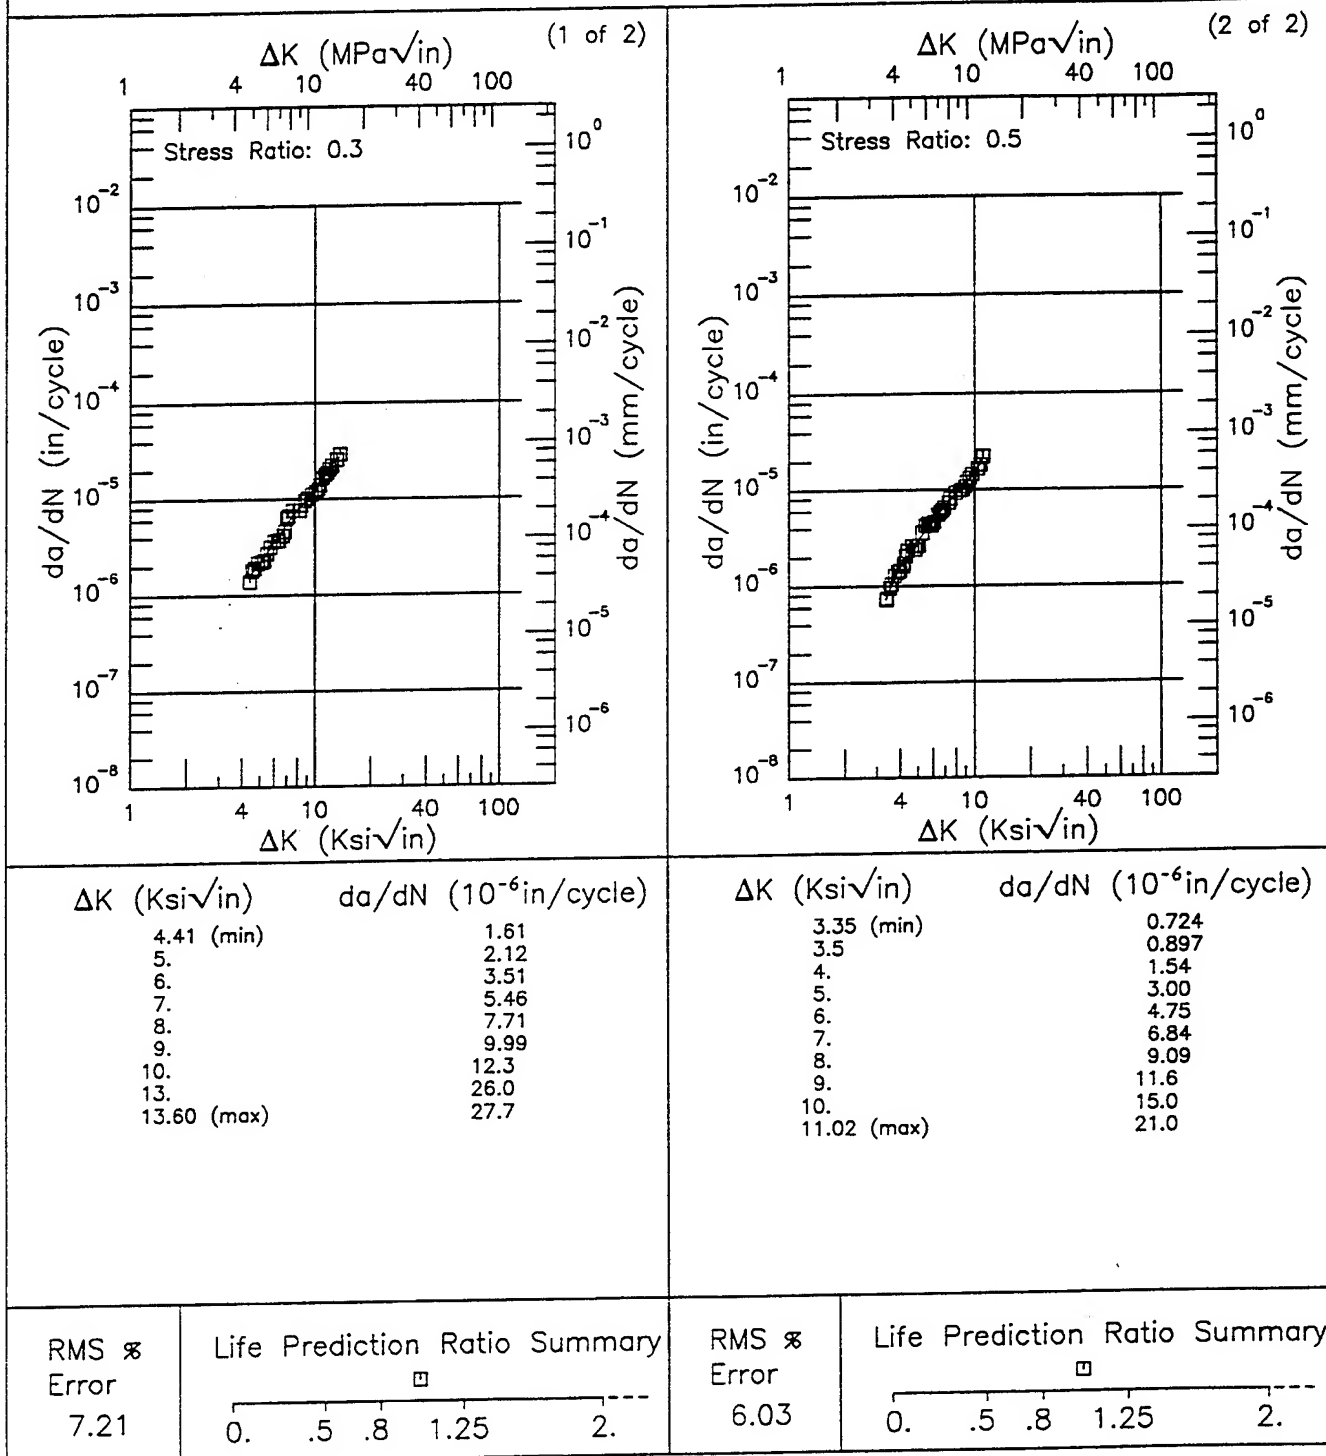 (1 of 2)
ΔK (MPa√in)
1 4 10 40 100
Stress Ratio: 0.3
10⁰
10⁻²
10⁻¹
10⁻³
10⁻²
10⁻⁴
10⁻³
10⁻⁵
10⁻⁴
10⁻⁶
10⁻⁵
10⁻⁷
10⁻⁶
10⁻⁸
da/dN (in/cycle)
da/dN (mm/cycle)
1 4 10 40 100
ΔK (Ksi√in)
ΔK (Ksi√in) da/dN (10⁻⁶in/cycle)
4.41 (min) 1.61
5. 2.12
6. 3.51
7. 5.46
8. 7.71
9. 9.99
10. 12.3
13. 26.0
13.60 (max) 27.7
RMS %
Error
7.21
Life Prediction Ratio Summary
0. .5 .8 1.25 2.
(2 of 2)
ΔK (MPa√in)
1 4 10 40 100
Stress Ratio: 0.5
10⁰
10⁻²
10⁻¹
10⁻³
10⁻²
10⁻⁴
10⁻³
10⁻⁵
10⁻⁴
10⁻⁶
10⁻⁵
10⁻⁷
10⁻⁶
10⁻⁸
da/dN (in/cycle)
da/dN (mm/cycle)
1 4 10 40 100
ΔK (Ksi√in)
ΔK (Ksi√in) da/dN (10⁻⁶in/cycle)
3.35 (min) 0.724
3.5 0.897
4. 1.54
5. 3.00
6. 4.75
7. 6.84
8. 9.09
9. 11.6
10. 15.0
11.02 (max) 21.0
RMS %
Error
6.03
Life Prediction Ratio Summary
0. .5 .8 1.25 2.